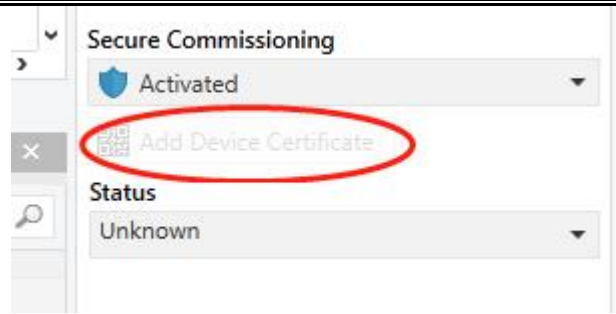 Secure Commissioning
Activated
Add Device Certificate
Status
Unknown